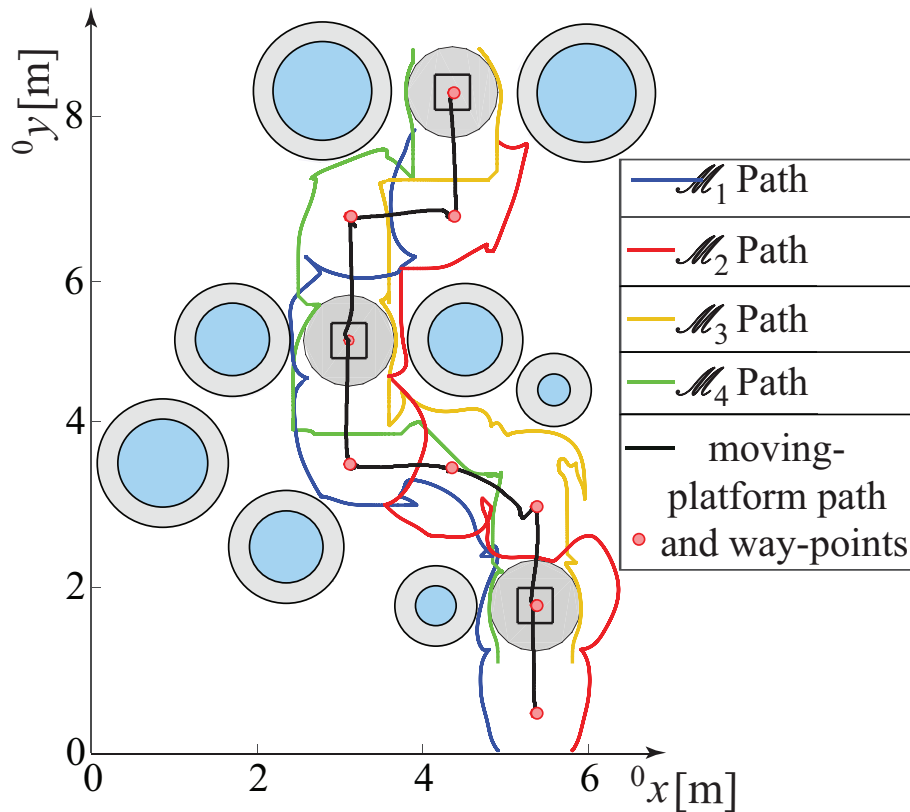 ⁰y [m]
8
6
4
2
0
0 2 4 6 ⁰x [m]
ℳ₁ Path
ℳ₂ Path
ℳ₃ Path
ℳ₄ Path
moving-
platform path
and way-points